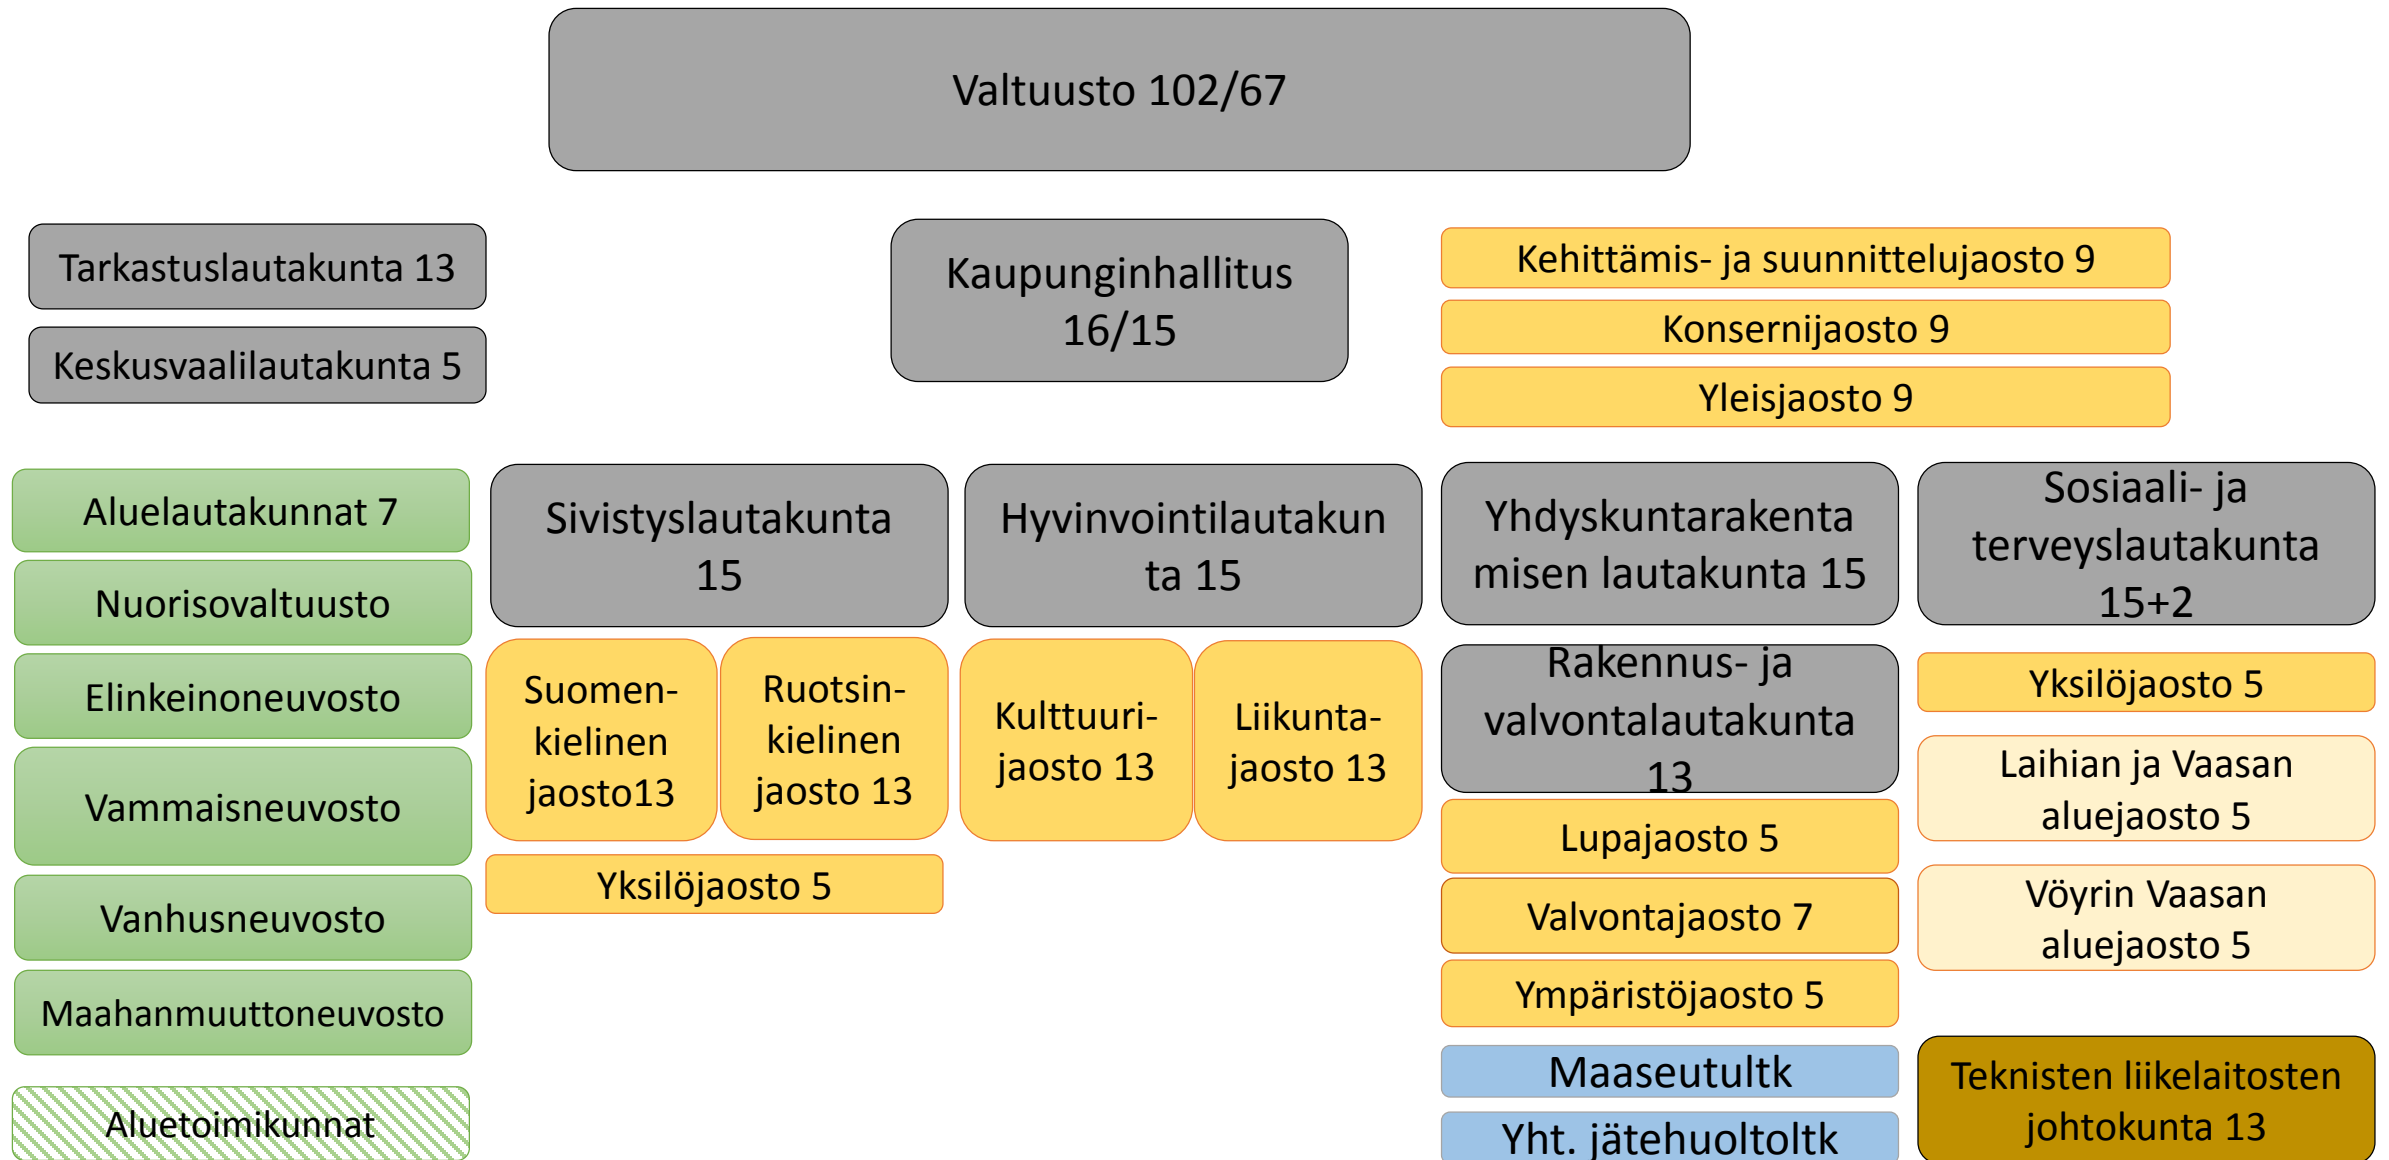 Valtuusto 102/67
Tarkastuslautakunta 13
Keskusvaalilautakunta 5
Kaupunginhallitus
16/15
Kehittämis- ja suunnittelujaosto 9
Konsernijaosto 9
Yleisjaosto 9
Aluelautakunnat 7
Nuorisovaltuusto
Elinkeinoneuvosto
Vammaisneuvosto
Vanhusneuvosto
Maahanmuuttoneuvosto
Aluetoimikunnat
Sivistyslautakunta
15
Suomen-
kielinen
jaosto13
Ruotsin-
kielinen
jaosto 13
Yksilöjaosto 5
Hyvinvointilautakun
ta 15
Kulttuuri-
jaosto 13
Liikunta-
jaosto 13
Yhdyskuntarakenta
misen lautakunta 15
Rakennus- ja
valvontalautakunta
13
Lupajaosto 5
Valvontajaosto 7
Ympäristöjaosto 5
Maaseutultk
Yht. jätehuoltoltk
Sosiaali- ja
terveyslautakunta
15+2
Yksilöjaosto 5
Laihian ja Vaasan
aluejaosto 5
Vöyrin Vaasan
aluejaosto 5
Teknisten liikelaitosten
johtokunta 13